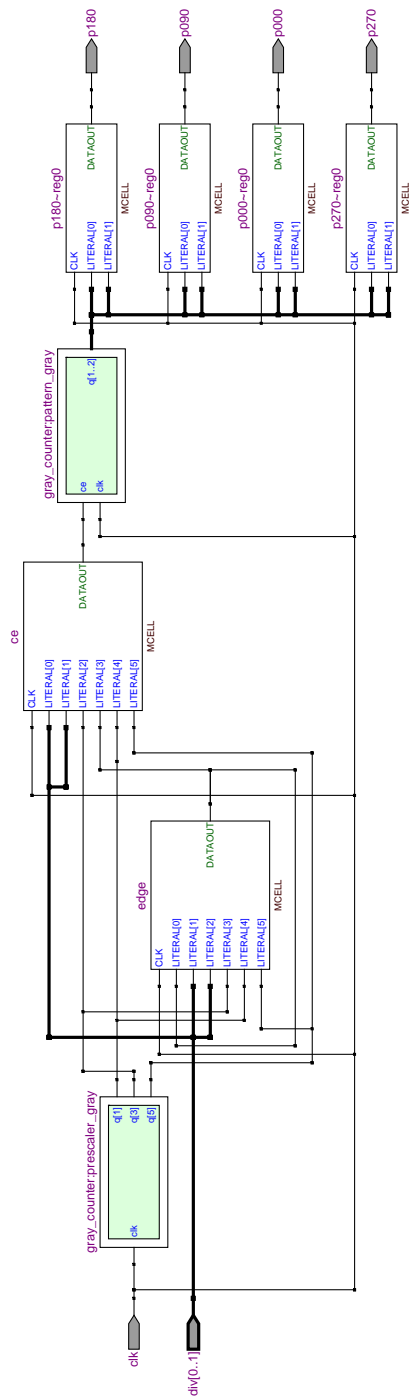 clk
div[0..1]
gray_counter:prescaler_gray
clk
q[1]
q[3]
q[5]
edge
CLK
LITERAL[0]
LITERAL[1]
LITERAL[2]
LITERAL[3]
LITERAL[4]
LITERAL[5]
DATAOUT
MCELL
ce
CLK
LITERAL[0]
LITERAL[1]
LITERAL[2]
LITERAL[3]
LITERAL[4]
LITERAL[5]
DATAOUT
MCELL
gray_counter:pattern_gray
ce
clk
q[1..2]
p180~reg0
CLK
LITERAL[0]
LITERAL[1]
DATAOUT
MCELL
p180
p090~reg0
CLK
LITERAL[0]
LITERAL[1]
DATAOUT
MCELL
p090
p000~reg0
CLK
LITERAL[0]
LITERAL[1]
DATAOUT
MCELL
p000
p270~reg0
CLK
LITERAL[0]
LITERAL[1]
DATAOUT
MCELL
p270